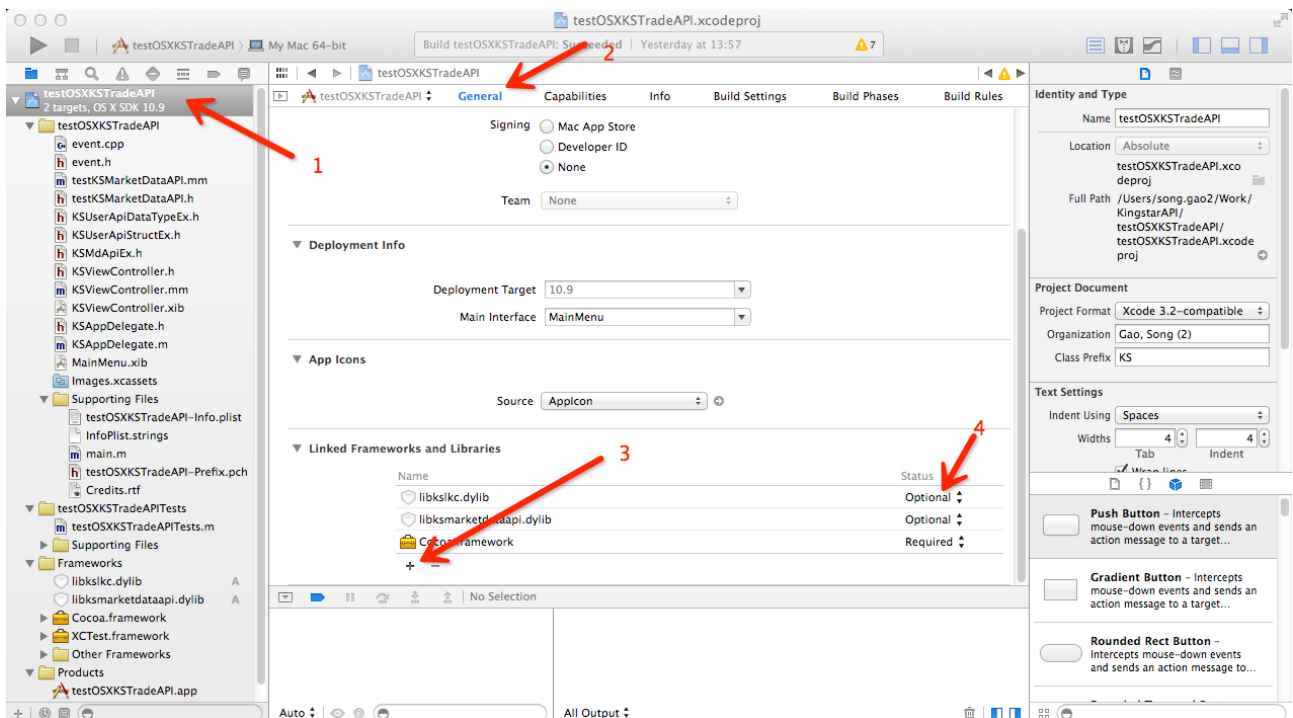 testOSXKSTradeAPI.xcodeproj
testOSXKSTradeAPI
My Mac 64-bit
Build testOSXKSTradeAPI: Succeeded | Yesterday at 13:57
7
2
testOSXKSTradeAPI
2 targets, OS X SDK 10.9
testOSXKSTradeAPI
event.cpp
event.h
testKSMarketDataAPI.mm
testKSMarketDataAPI.h
KSUserApiDataTypeEx.h
KSUserApiStructEx.h
KSMdApiEx.h
KSViewController.h
KSViewController.mm
KSViewController.xib
KSAppDelegate.h
KSAppDelegate.m
MainMenu.xib
Images.xcassets
Supporting Files
testOSXKSTradeAPI-Info.plist
InfoPlist.strings
main.m
testOSXKSTradeAPI-Prefix.pch
Credits.rtf
testOSXKSTradeAPITests
testOSXKSTradeAPITests.m
Supporting Files
Frameworks
libkslkc.dylib A
libksmarketdataapi.dylib A
Cocoa.framework
XCTest.framework
Other Frameworks
Products
testOSXKSTradeAPI.app
1
testOSXKSTradeAPI
testOSXKSTradeAPI General Capabilities Info Build Settings Build Phases Build Rules
Signing Mac App Store
Developer ID
None
Team None
Deployment Info
Deployment Target 10.9
Main Interface MainMenu
App Icons
Source AppIcon
Linked Frameworks and Libraries
3
4
Name Status
libkslkc.dylib Optional
libksmarketdataapi.dylib Optional
Cocoa.framework Required
+ −
No Selection
Auto
All Output
Identity and Type
Name testOSXKSTradeAPI
Location Absolute
testOSXKSTradeAPI.xco
deproj
Full Path /Users/song.gao2/Work/
KingstarAPI/
testOSXKSTradeAPI/
testOSXKSTradeAPI.xcode
proj
Project Document
Project Format Xcode 3.2-compatible
Organization Gao, Song (2)
Class Prefix KS
Text Settings
Indent Using Spaces
Widths 4 4
Tab Indent
Wrap lines
{}
Push Button – Intercepts
mouse-down events and sends an
action message to a target...
Gradient Button – Intercepts
mouse-down events and sends an
action message to a target...
Rounded Rect Button –
Intercepts mouse-down events
and sends an action message to...